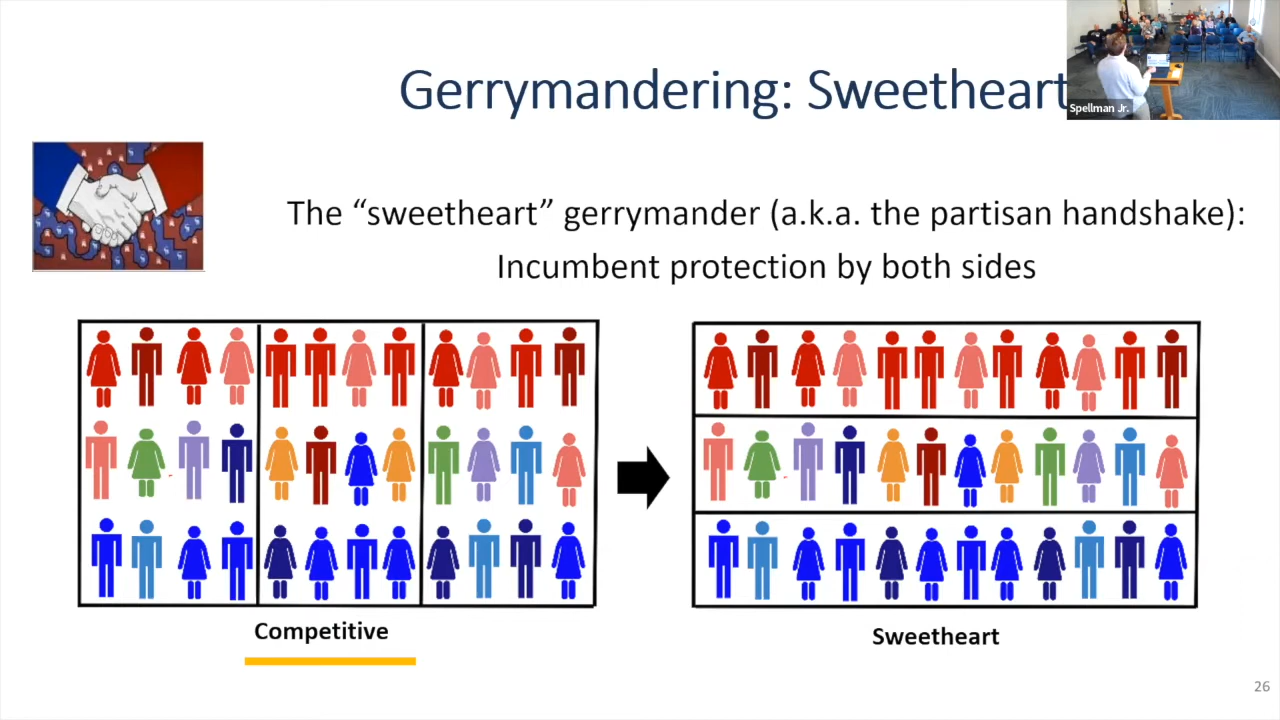 Gerrymandering: Sweetheart
Spellman Jr.
The “sweetheart” gerrymander (a.k.a. the partisan handshake):
Incumbent protection by both sides
Competitive
Sweetheart
26